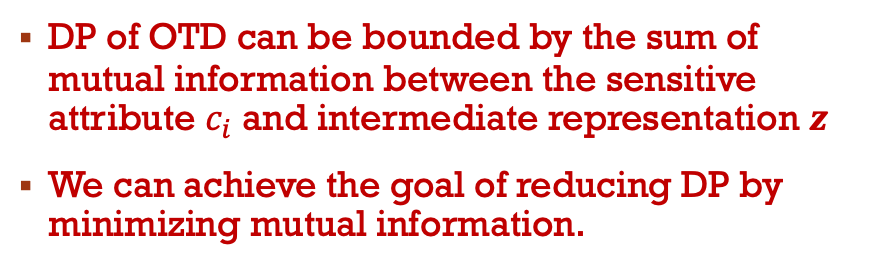 ▪ DP of OTD can be bounded by the sum of
mutual information between the sensitive
attribute cᵢ and intermediate representation z
▪ We can achieve the goal of reducing DP by
minimizing mutual information.